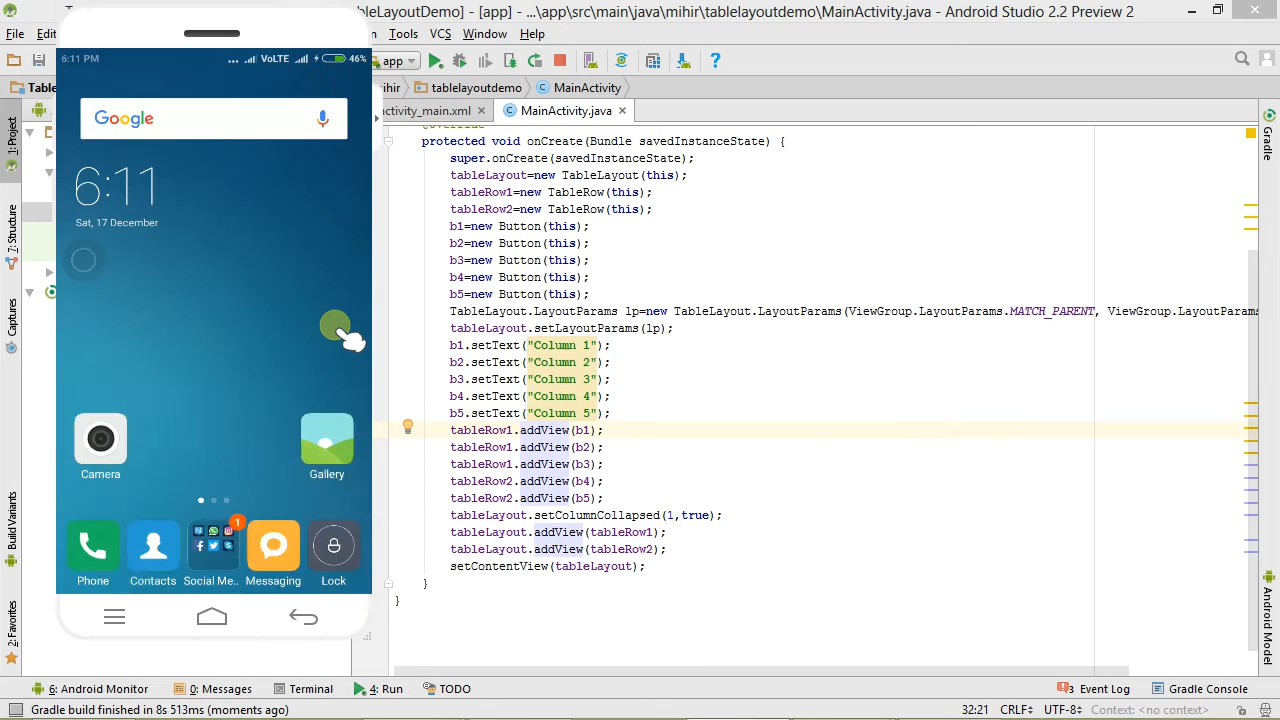 ableLayoutDemo] - [app] - ...\app\src\main\java\mihir\tablelayoutdemo\MainActivity.java - Android Studio 2.2 Preview 2
File Edi Tools VCS Window Help
app
Tabl hir tablelayoutdemo MainActivity
ctivity_main.xml MainActivity.java
@Override
protected void onCreate(Bundle savedInstanceState) {
super.onCreate(savedInstanceState);
tableLayout=new TableLayout(this);
tableRow1=new TableRow(this);
tableRow2=new TableRow(this);
b1=new Button(this);
b2=new Button(this);
b3=new Button(this);
b4=new Button(this);
b5=new Button(this);
TableLayout.LayoutParams lp=new TableLayout.LayoutParams(ViewGroup.LayoutParams.MATCH_PARENT, ViewGroup.LayoutParams
tableLayout.setLayoutParams(lp);
b1.setText("Column 1");
b2.setText("Column 2");
b3.setText("Column 3");
b4.setText("Column 4");
b5.setText("Column 5");
tableRow1.addView(b1);
tableRow1.addView(b2);
tableRow1.addView(b3);
tableRow2.addView(b4);
tableRow2.addView(b5);
tableLayout.setColumnCollapsed(1,true);
tableLayout.addView(tableRow1);
tableLayout.addView(tableRow2);
setContentView(tableLayout);
}
}
6:11 PM VoLTE 46%
Google
6:11
Sat, 17 December
Camera Gallery
1
Phone Contacts Social Me.. Messaging Lock
1: Project
7: Structure
Captures
Build Variants
2: Favorites
Gradle
Android Model
6: Android Monitor 0: Messages Terminal 4: Run TODO 3 Event Log Gradle Console
Gradle build finished in 8s 513ms (moments ago) 32:21 CRLF÷ UTF-8÷ Context: <no context>